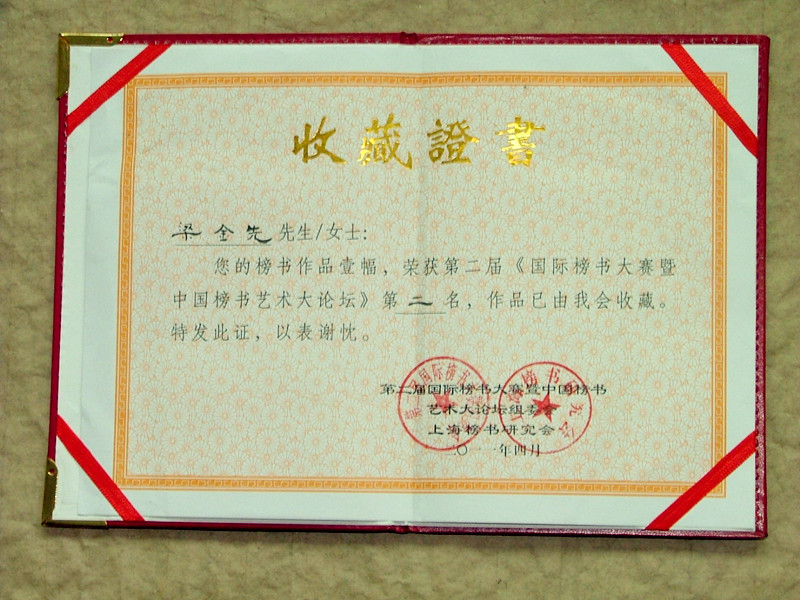 收藏證書
梁金先 先生/女士:
您的榜书作品壹幅，荣获第二届《国际榜书大赛暨
中国榜书艺术大论坛》第 二 名，作品已由我会收藏。
特发此证，以表谢忱。
第二届国际榜书大赛暨中国榜书
艺术大论坛组委会
上海榜书研究会
二〇一一年四月